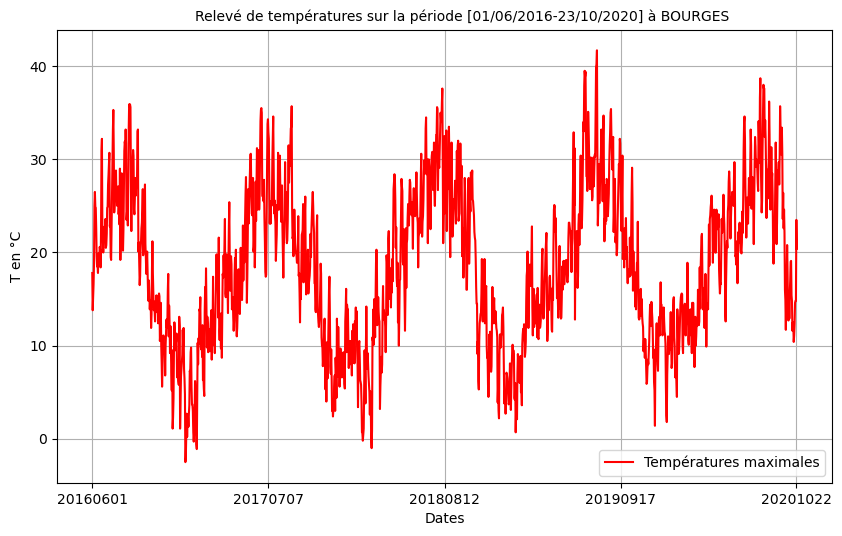 Relevé de températures sur la période [01/06/2016-23/10/2020] à BOURGES
T en °C
40
30
20
10
0
Températures maximales
20160601
20170707
20180812
20190917
20201022
Dates